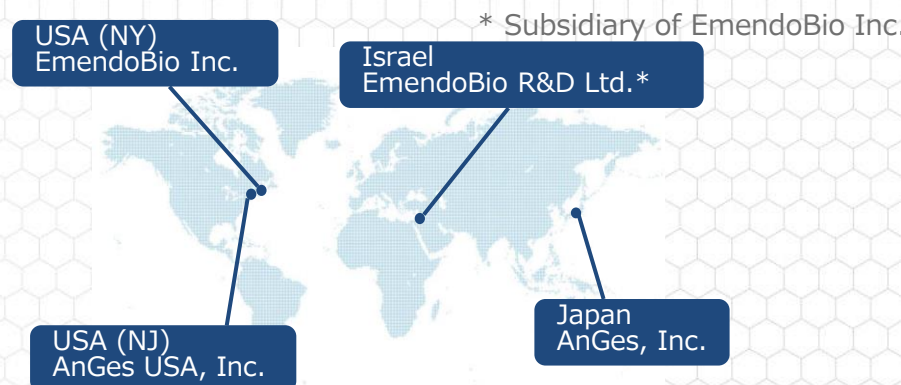 * Subsidiary of EmendoBio Inc.
USA (NY)
EmendoBio Inc.
Israel
EmendoBio R&D Ltd.*
Japan
AnGes, Inc.
USA (NJ)
AnGes USA, Inc.